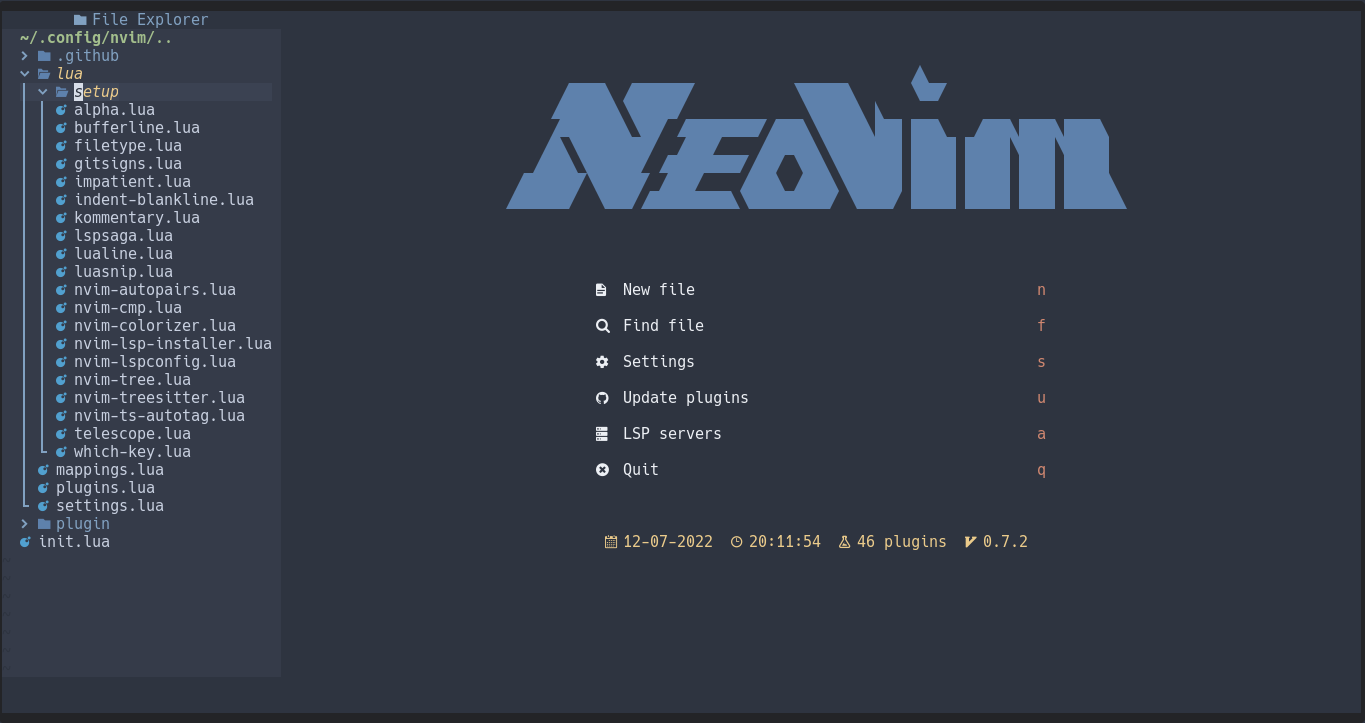 File Explorer
~/.config/nvim/..
.github
lua
setup
alpha.lua
bufferline.lua
filetype.lua
gitsigns.lua
impatient.lua
indent-blankline.lua
kommentary.lua
lspsaga.lua
lualine.lua
luasnip.lua
nvim-autopairs.lua
nvim-cmp.lua
nvim-colorizer.lua
nvim-lsp-installer.lua
nvim-lspconfig.lua
nvim-tree.lua
nvim-treesitter.lua
nvim-ts-autotag.lua
telescope.lua
which-key.lua
mappings.lua
plugins.lua
settings.lua
plugin
init.lua
NEOVim
New file n
Find file f
Settings s
Update plugins u
LSP servers a
Quit q
12-07-2022 20:11:54 46 plugins 0.7.2